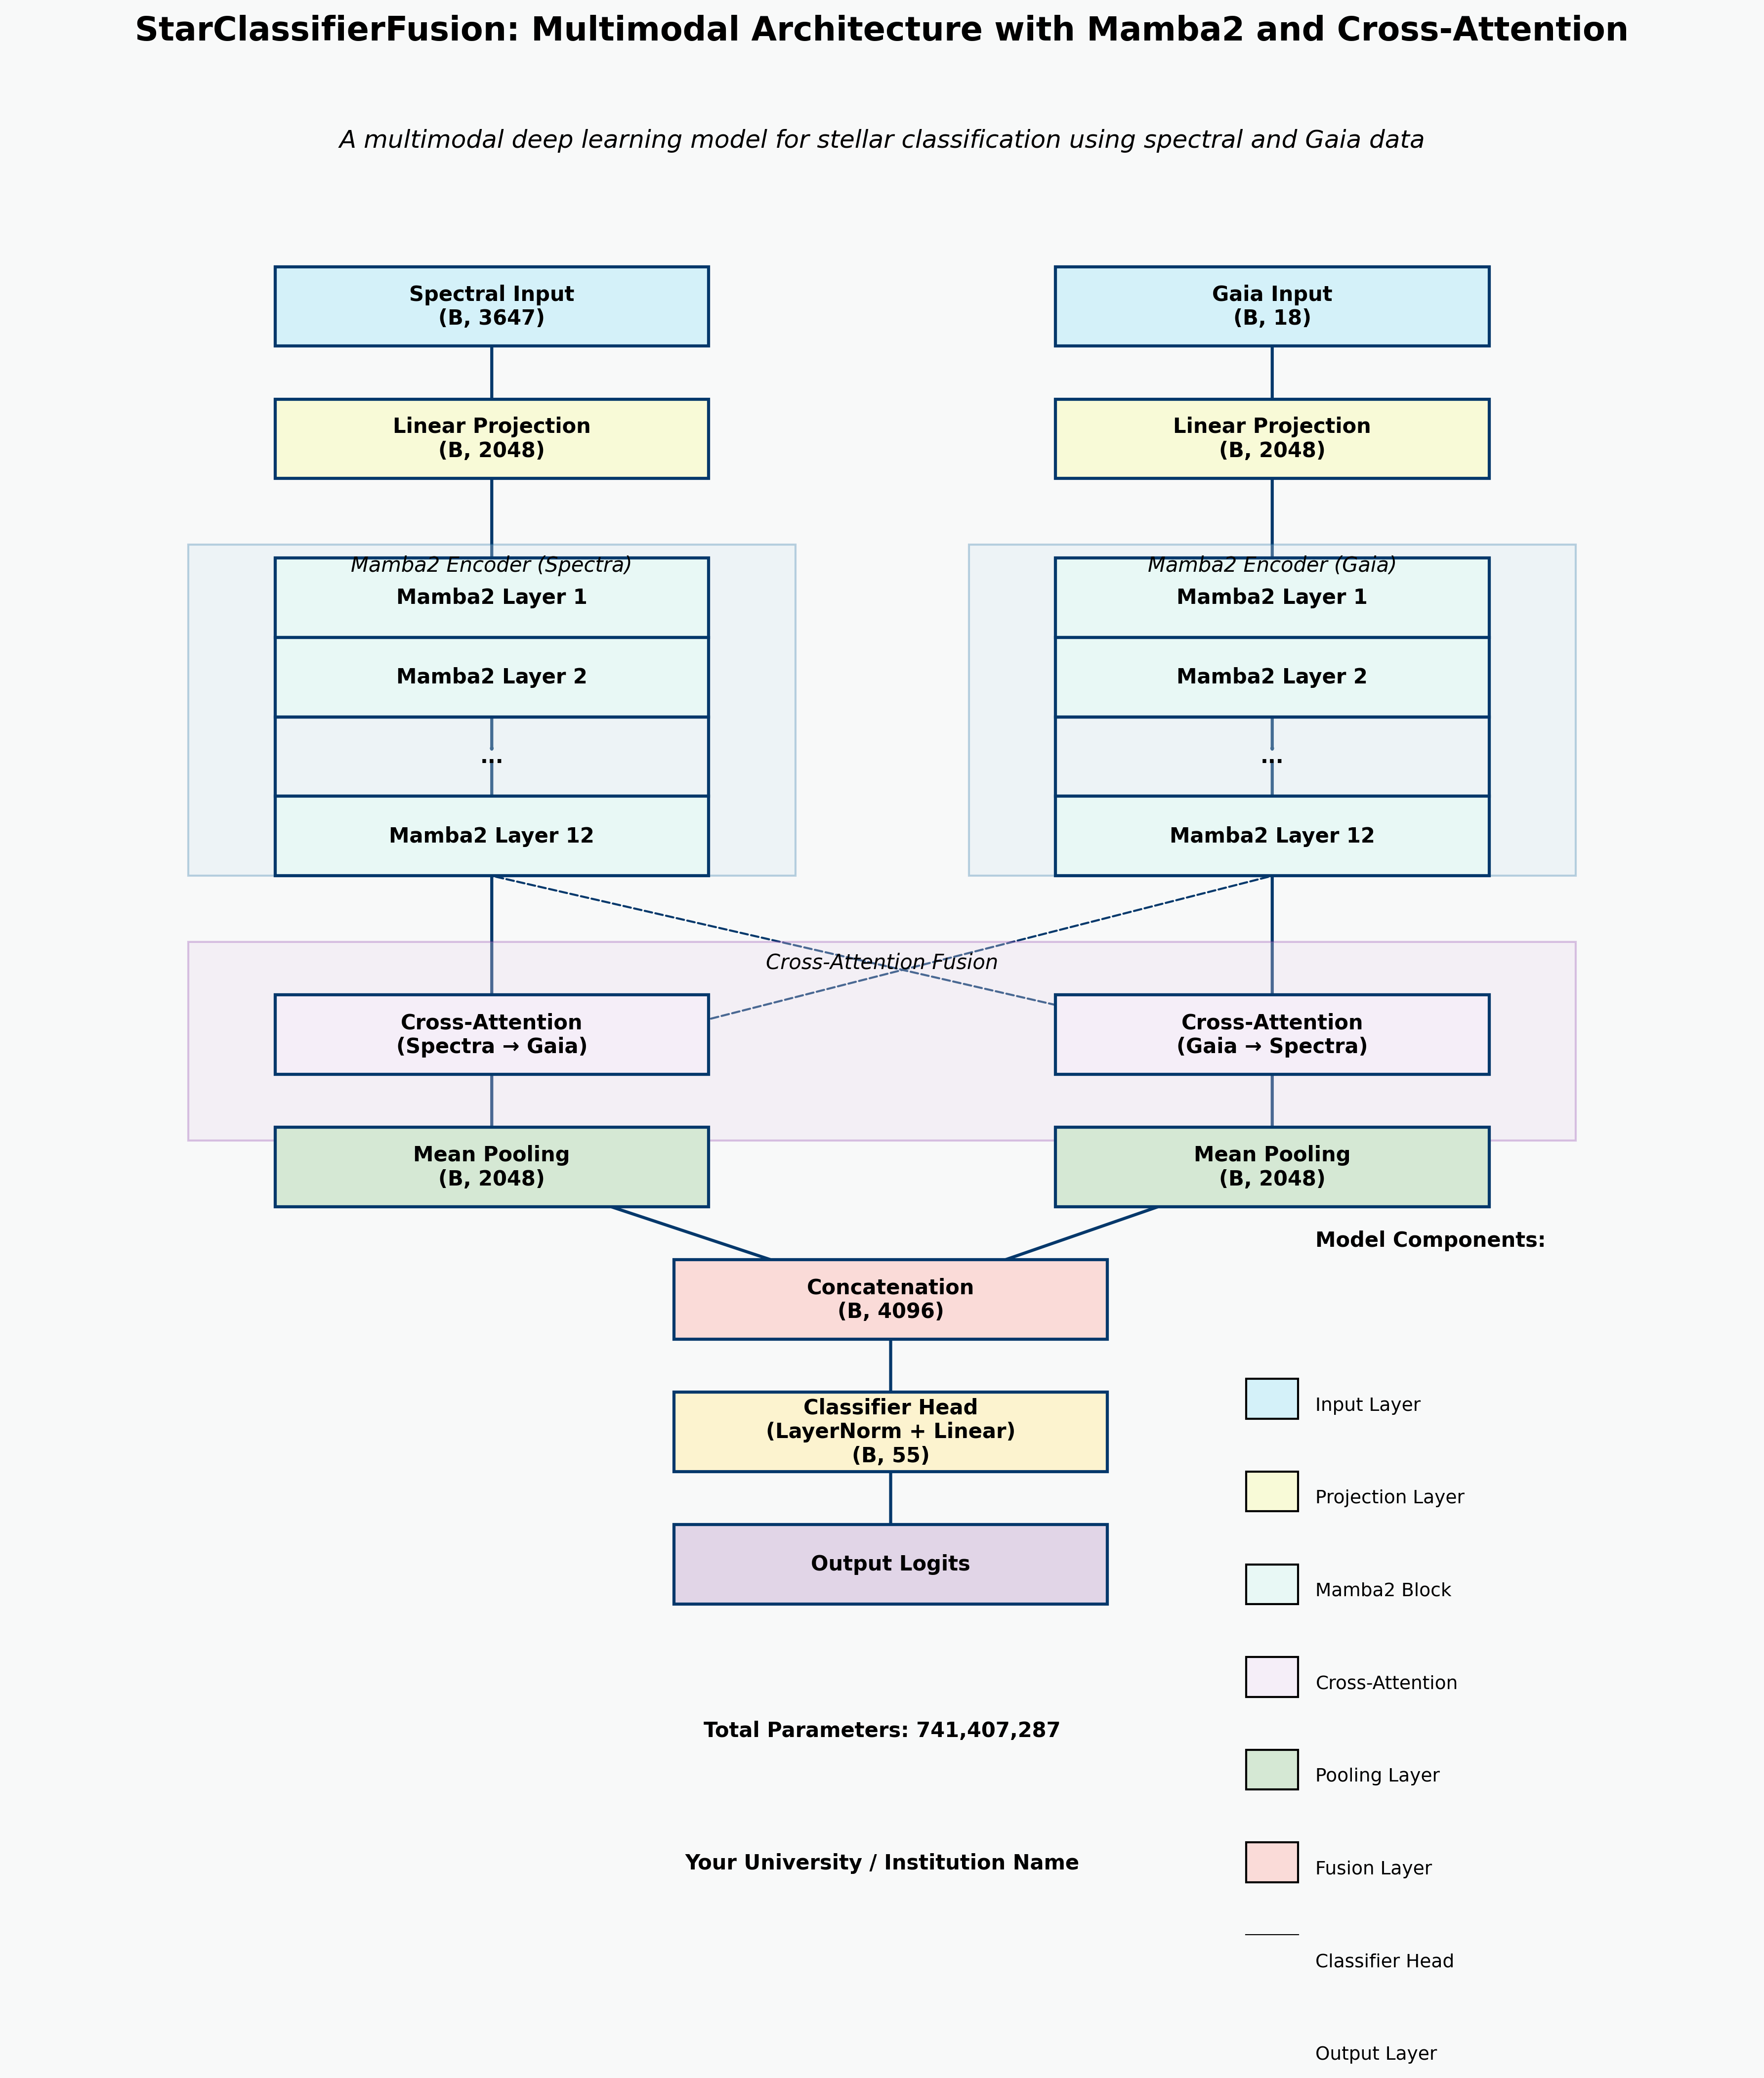 StarClassifierFusion: Multimodal Architecture with Mamba2 and Cross-Attention
A multimodal deep learning model for stellar classification using spectral and Gaia data
Spectral Input
(B, 3647)
Gaia Input
(B, 18)
Linear Projection
(B, 2048)
Linear Projection
(B, 2048)
Mamba2 Encoder (Spectra)
Mamba2 Layer 1
Mamba2 Layer 2
...
Mamba2 Layer 12
Mamba2 Encoder (Gaia)
Mamba2 Layer 1
Mamba2 Layer 2
...
Mamba2 Layer 12
Cross-Attention Fusion
Cross-Attention
(Spectra → Gaia)
Cross-Attention
(Gaia → Spectra)
Mean Pooling
(B, 2048)
Mean Pooling
(B, 2048)
Concatenation
(B, 4096)
Classifier Head
(LayerNorm + Linear)
(B, 55)
Output Logits
Total Parameters: 741,407,287
Your University / Institution Name
Model Components:
Input Layer
Projection Layer
Mamba2 Block
Cross-Attention
Pooling Layer
Fusion Layer
Classifier Head
Output Layer